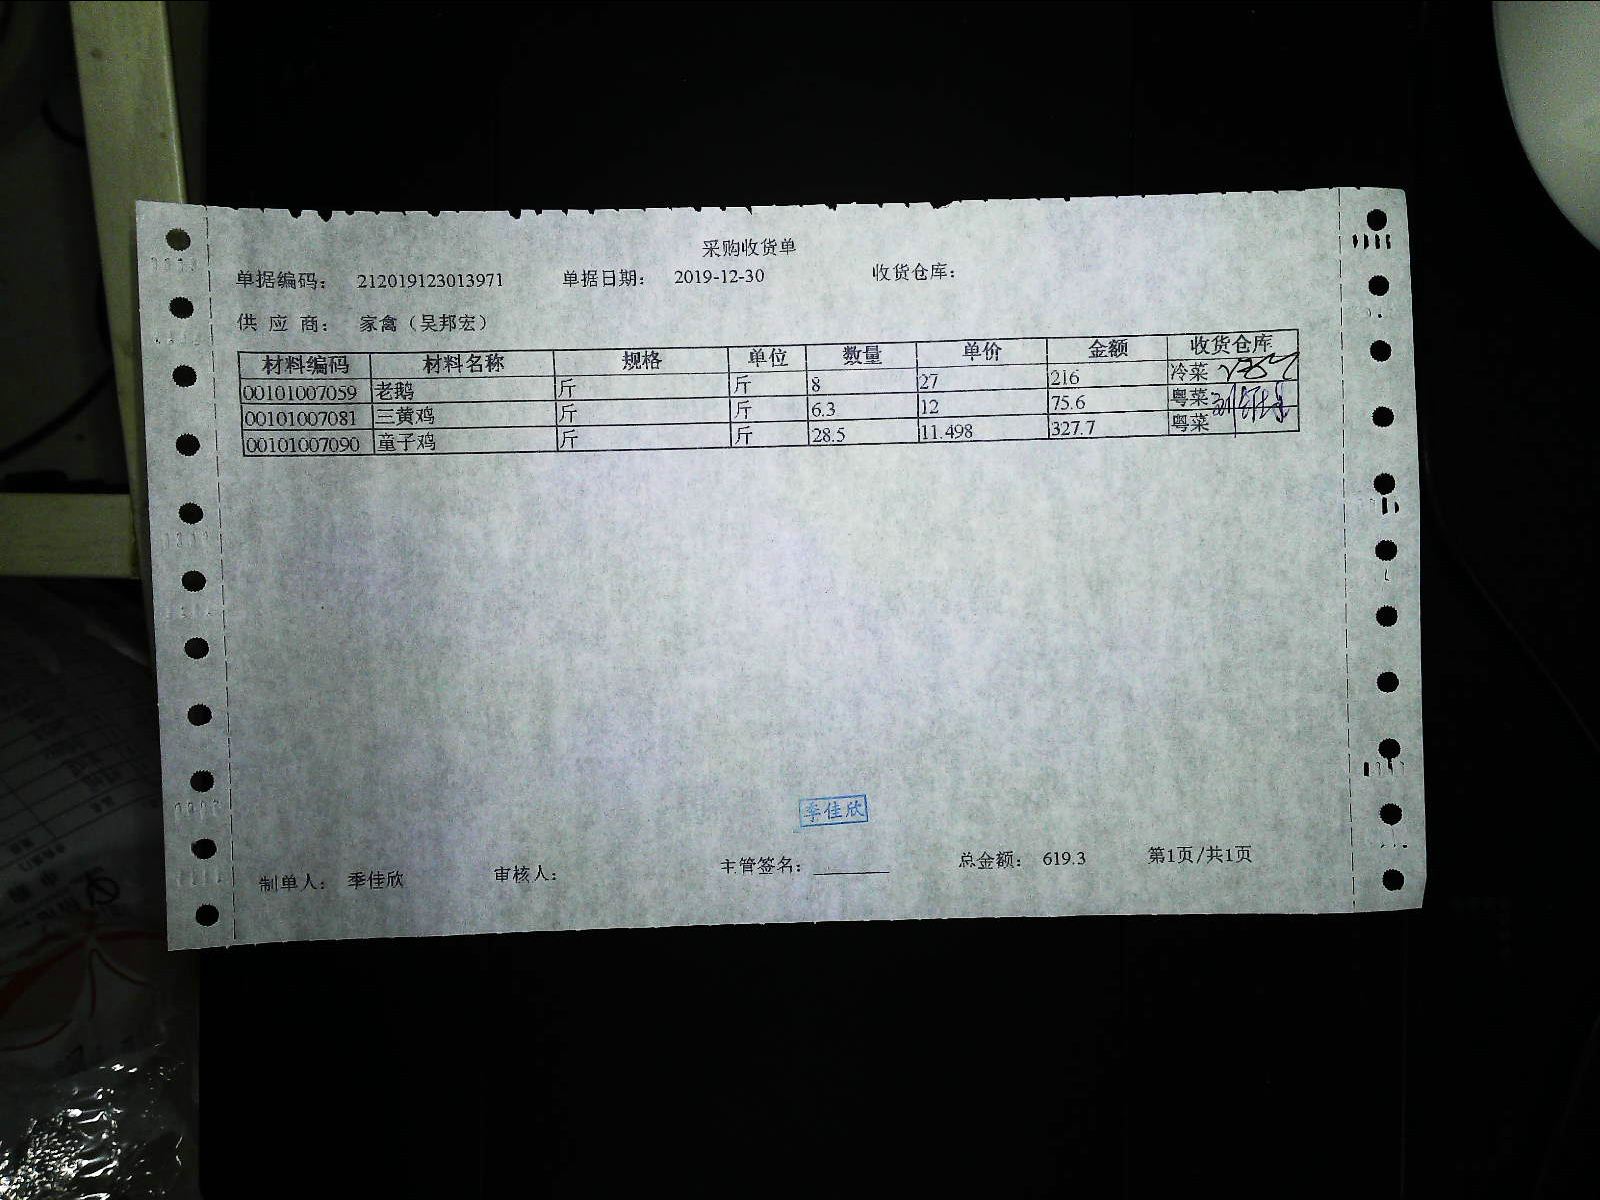 采购收货单
单据编码： 212019123013971 单据日期： 2019-12-30 收货仓库：
供 应 商： 家禽（吴邦宏）
材料编码 材料名称 规格 单位 数量 单价 金额 收货仓库
00101007059 老鹅 斤 斤 8 27 216 冷菜
00101007081 三黄鸡 斤 斤 6.3 12 75.6 粤菜
00101007090 童子鸡 斤 斤 28.5 11.498 327.7 粤菜
季佳欣
制单人： 季佳欣 审核人： 主管签名： 总金额： 619.3 第1页/共1页